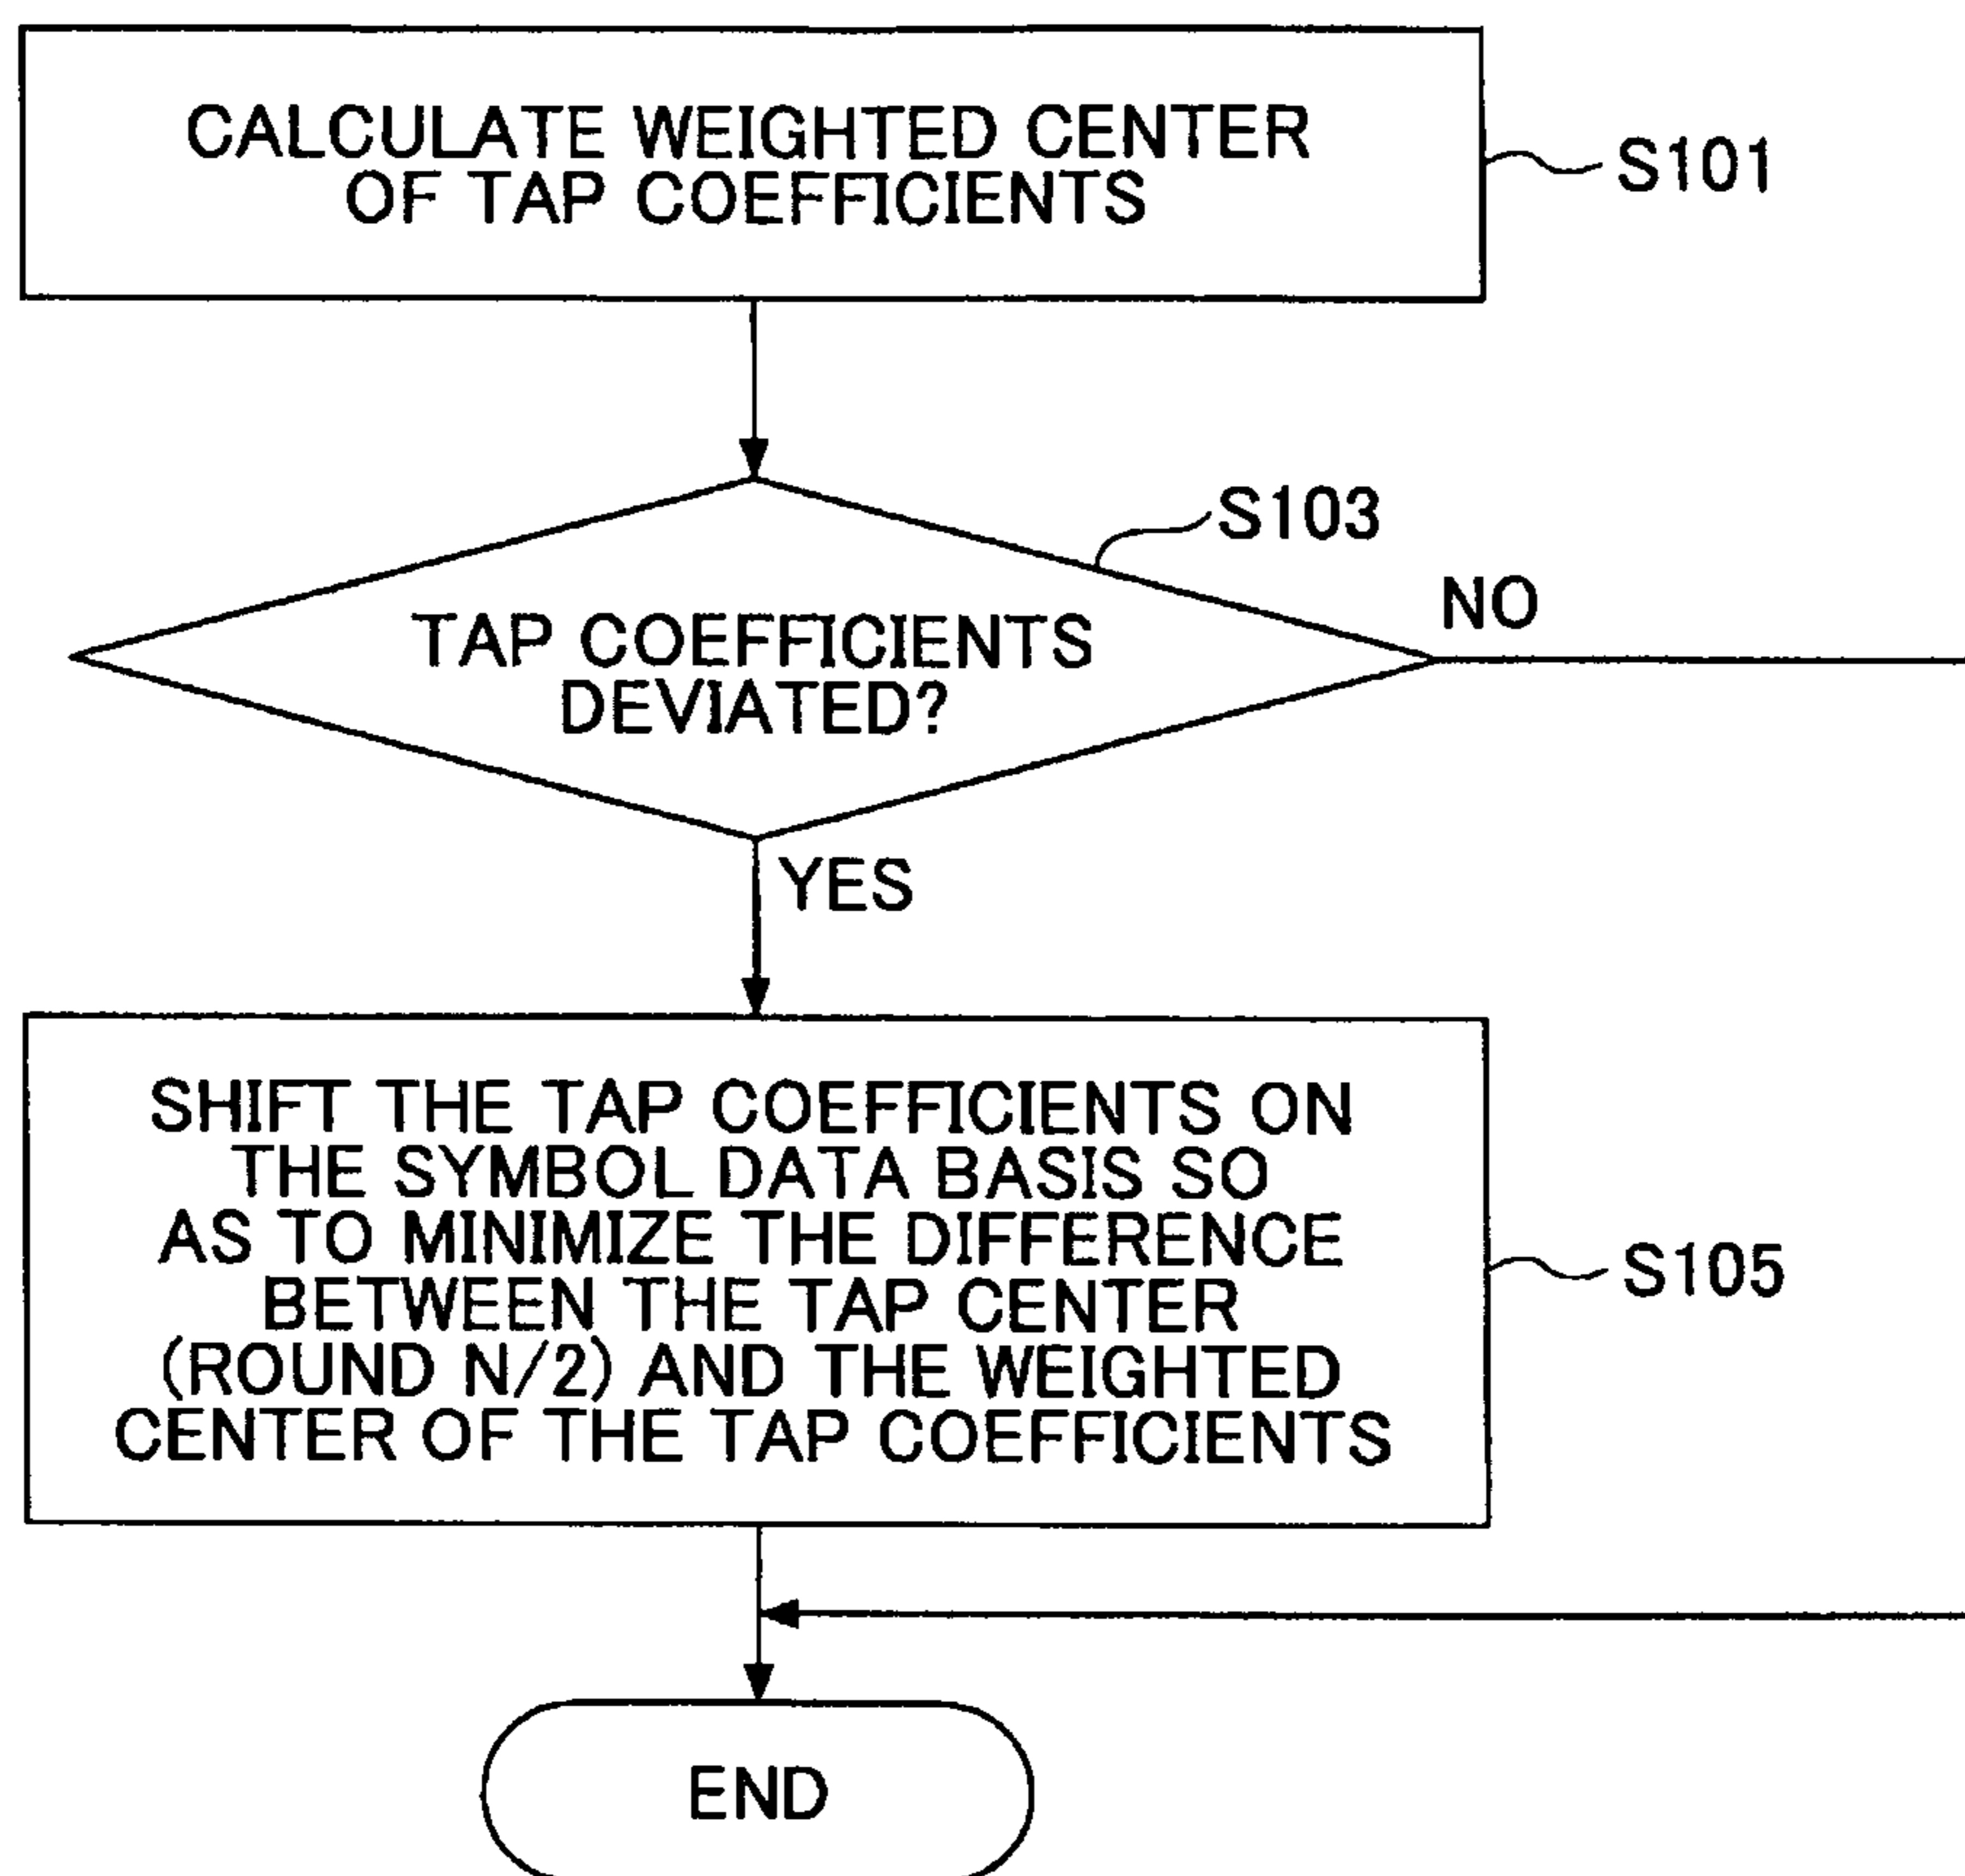 CALCULATE WEIGHTED CENTER
OF TAP COEFFICIENTS
S101
S103
NO
TAP COEFFICIENTS
DEVIATED?
YES
SHIFT THE TAP COEFFICIENTS ON
THE SYMBOL DATA BASIS SO
AS TO MINIMIZE THE DIFFERENCE
BETWEEN THE TAP CENTER
(ROUND N/2) AND THE WEIGHTED
CENTER OF THE TAP COEFFICIENTS
S105
END